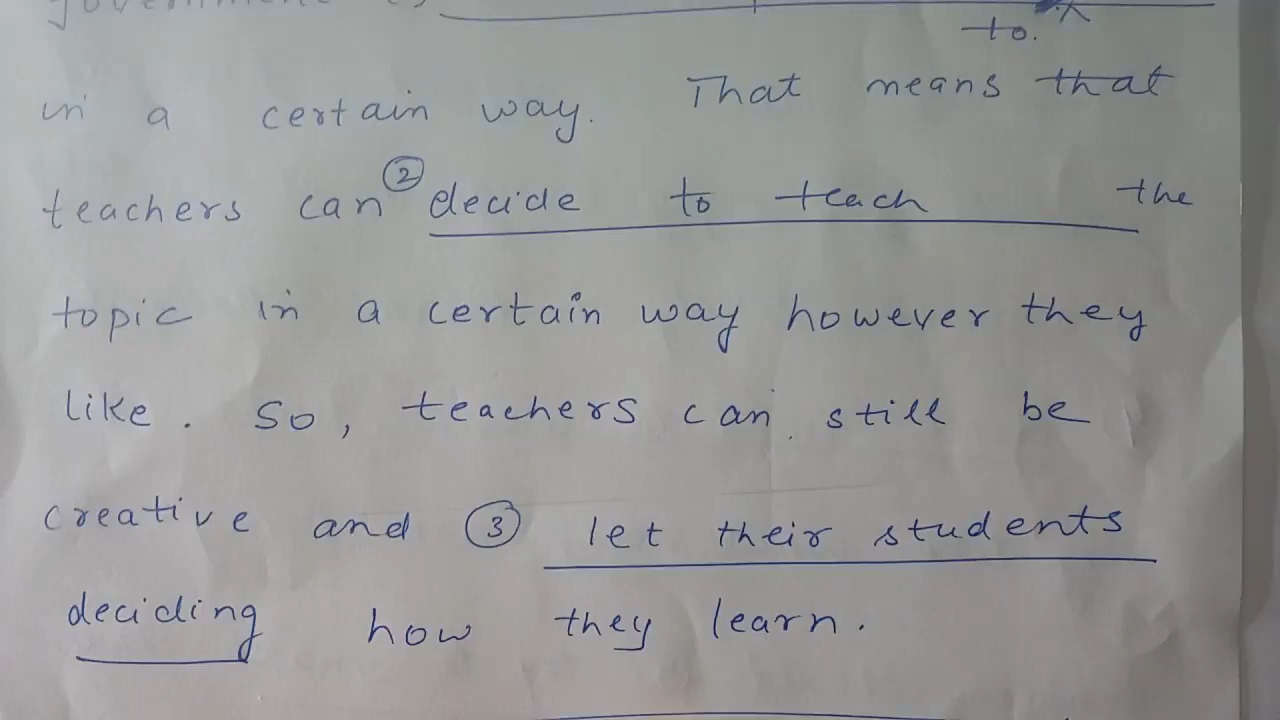 to.
in a certain way. That means that
teachers can ② decide to teach the
topic in a certain way however they
like. So, teachers can still be
creative and ③ let their students
deciding how they learn.